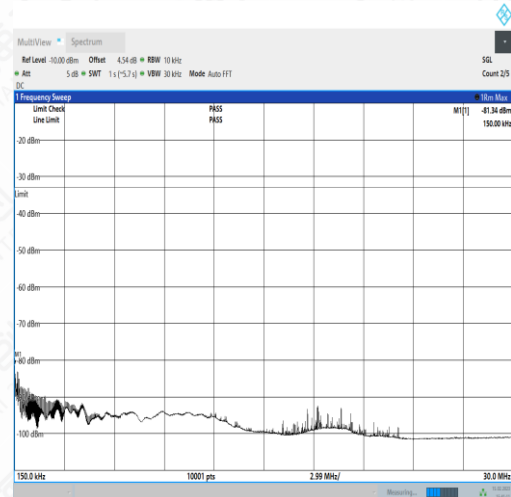 MultiView Spectrum
Ref Level -10.00 dBm Offset 4.54 dB RBW 10 kHz SGL
Att 5 dB SWT 1 s (~5.7 s) VBW 30 kHz Mode Auto FFT Count 2/5
DC
1 Frequency Sweep 1Rm Max
Limit Check PASS M1[1] -81.34 dBm
Line Limit PASS 150.00 kHz
-20 dBm
-30 dBm
Limit
-40 dBm
-50 dBm
-60 dBm
-70 dBm
M1
-80 dBm
-90 dBm
-100 dBm
150.0 kHz 10001 pts 2.99 MHz/ 30.0 MHz
Measuring...